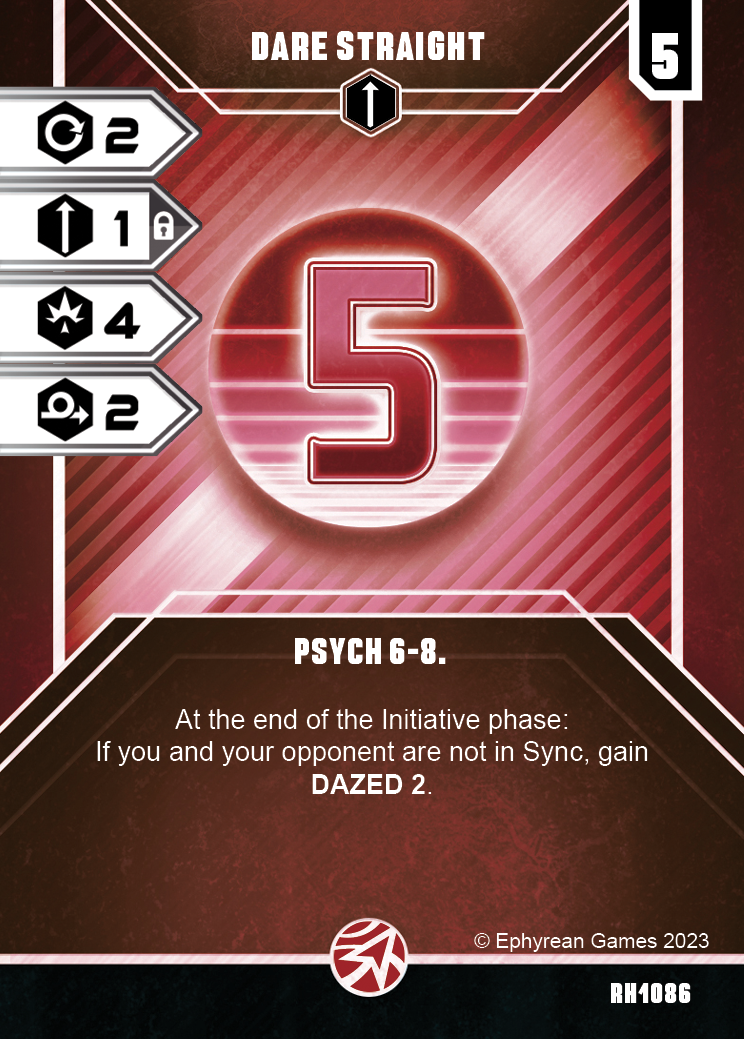 DARE STRAIGHT
5
2
1
4
2
5
PSYCH 6-8.
At the end of the Initiative phase:
If you and your opponent are not in Sync, gain
DAZED 2.
© Ephyrean Games 2023
RH1086